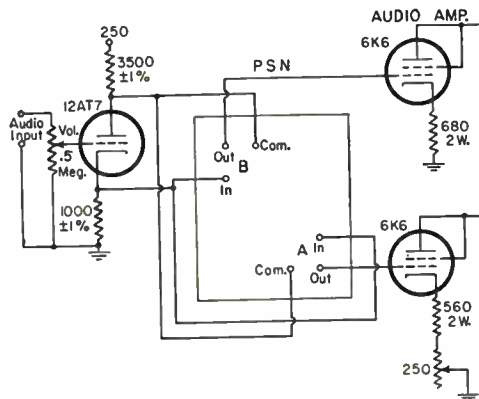 AUDIO AMP.
250
6K6
3500
±1%
PSN
12AT7
Audio
Input
Vol.
.5
Meg.
680
2W.
Out
Com.
B
In
1000
±1%
6K6
A
In
Com.
Out
560
2W.
250